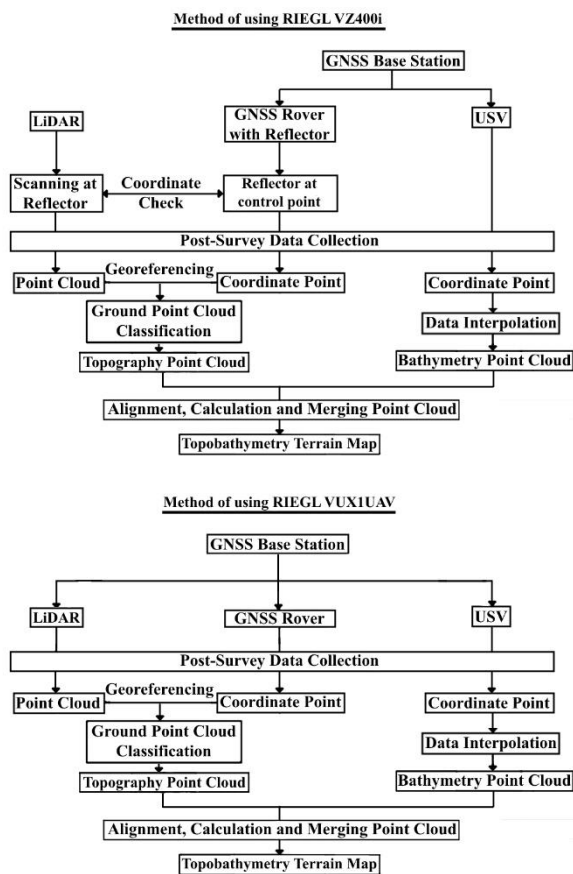 Method of using RIEGL VZ400i
GNSS Base Station
LiDAR
GNSS Rover
with Reflector
USV
Scanning at
Reflector
Coordinate
Check
Reflector at
control point
Post-Survey Data Collection
Point Cloud
Georeferencing
Coordinate Point
Coordinate Point
Ground Point Cloud
Classification
Data Interpolation
Topography Point Cloud
Bathymetry Point Cloud
Alignment, Calculation and Merging Point Cloud
Topobathymetry Terrain Map
Method of using RIEGL VUX1UAV
GNSS Base Station
LiDAR
GNSS Rover
USV
Post-Survey Data Collection
Point Cloud
Georeferencing
Coordinate Point
Coordinate Point
Ground Point Cloud
Classification
Data Interpolation
Topography Point Cloud
Bathymetry Point Cloud
Alignment, Calculation and Merging Point Cloud
Topobathymetry Terrain Map